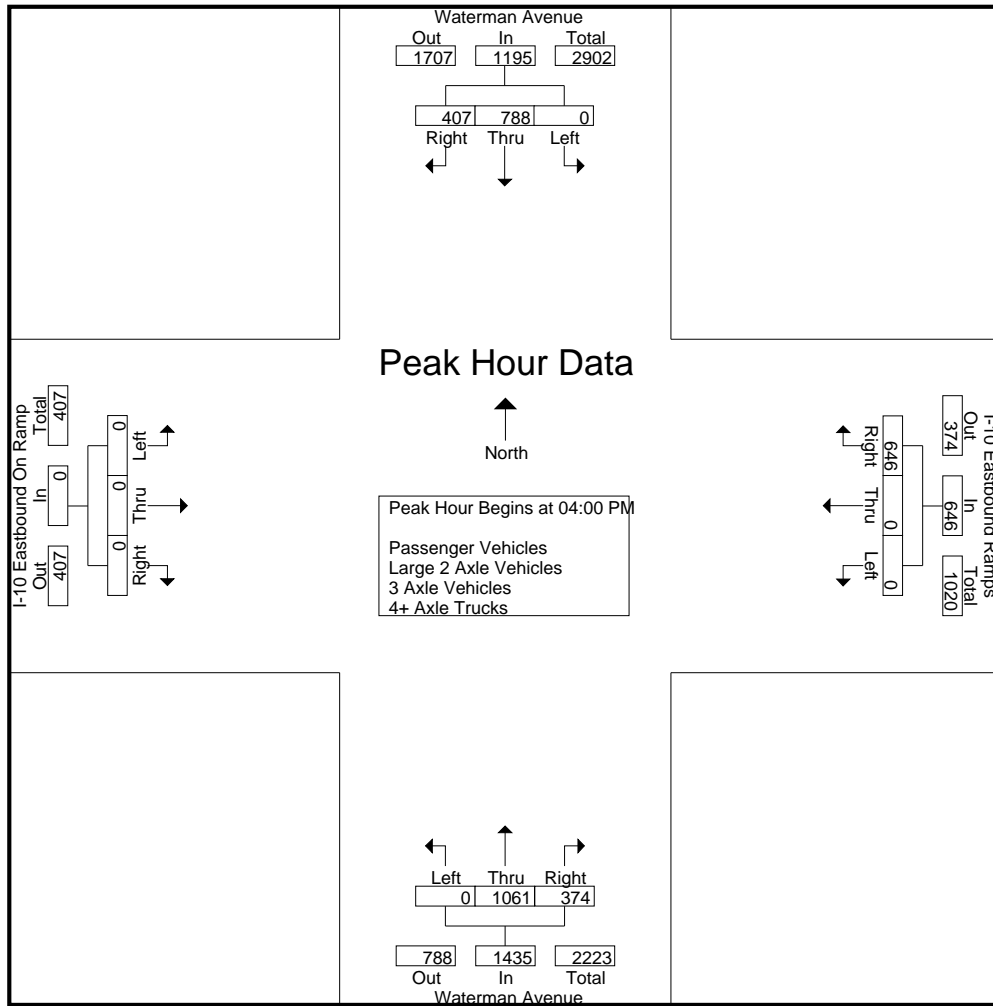 Waterman Avenue
Out In Total
1707 1195 2902
407 788 0
Right Thru Left
Peak Hour Data
North
Peak Hour Begins at 04:00 PM
Passenger Vehicles
Large 2 Axle Vehicles
3 Axle Vehicles
4+ Axle Trucks
I-10 Eastbound On Ramp
Out In Total
407 0 407
Right Thru Left
0 0 0
I-10 Eastbound Ramps
Out In Total
374 646 1020
Right Thru Left
646 0 0
Left Thru Right
0 1061 374
788 1435 2223
Out In Total
Waterman Avenue